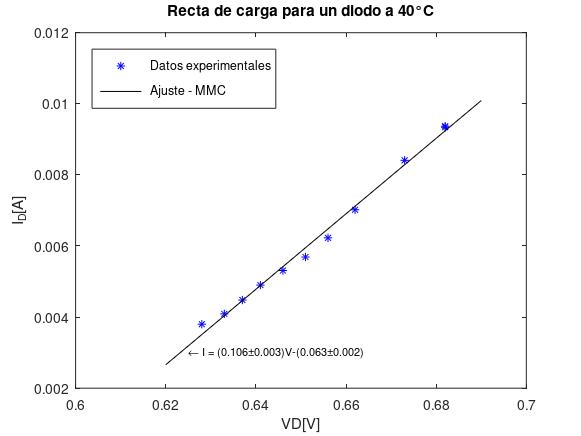 Recta de carga para un diodo a 40°C
0.012
Datos experimentales
Ajuste - MMC
0.01
0.008
I_D[A]
0.006
0.004
← I = (0.106±0.003)V-(0.063±0.002)
0.002
0.6
0.62
0.64
0.66
0.68
0.7
VD[V]